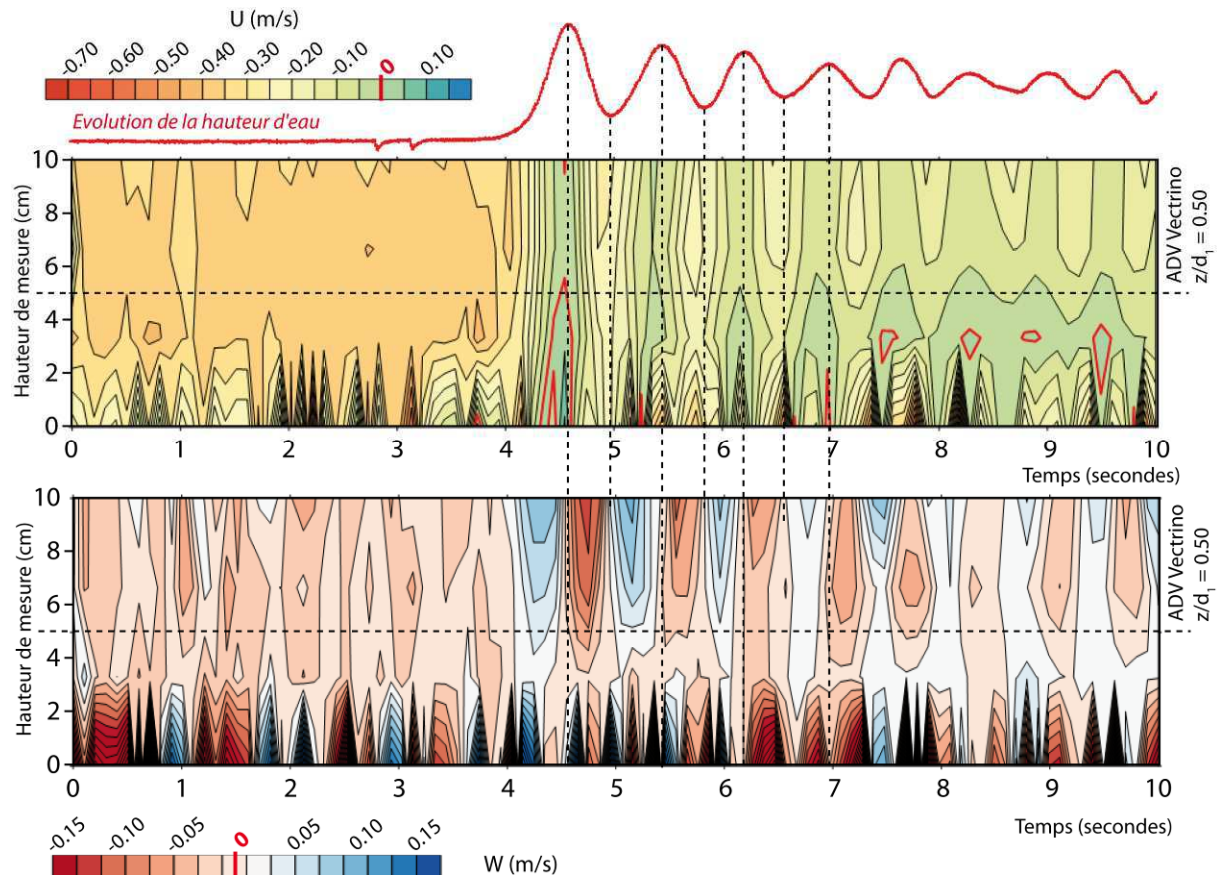 U (m/s)
-0.70 -0.60 -0.50 -0.40 -0.30 -0.20 -0.10 0 0.10
Evolution de la hauteur d'eau
Hauteur de mesure (cm)
10
8
6
4
2
0
0 1 2 3 4 5 6 7 8 9 10
Temps (secondes)
ADV Vectrino
z/d1 = 0.50
Hauteur de mesure (cm)
10
8
6
4
2
0
0 1 2 3 4 5 6 7 8 9 10
Temps (secondes)
ADV Vectrino
z/d1 = 0.50
-0.15 -0.10 -0.05 0 0.05 0.10 0.15
W (m/s)